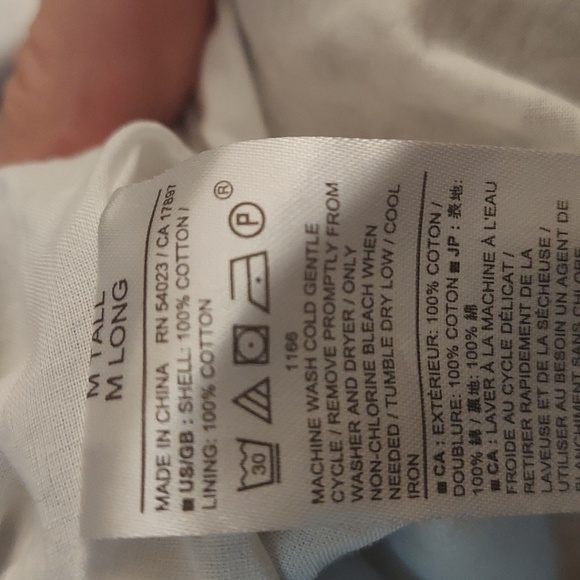 M TALL
M LONG
MADE IN CHINA RN 54023 / CA 17897
■ US/GB : SHELL: 100% COTTON /
LINING: 100% COTTON
30 P ®
1166
MACHINE WASH COLD GENTLE
CYCLE / REMOVE PROMPTLY FROM
WASHER AND DRYER / ONLY
NON-CHLORINE BLEACH WHEN
NEEDED / TUMBLE DRY LOW / COOL
IRON
■ CA : EXTÉRIEUR: 100% COTON /
DOUBLURE: 100% COTON ■ JP : 表地:
100% 綿 / 裏地: 100% 綿
■ CA : LAVER À LA MACHINE À L'EAU
FROIDE AU CYCLE DÉLICAT /
RETIRER RAPIDEMENT DE LA
LAVEUSE ET DE LA SÉCHEUSE /
UTILISER AU BESOIN UN AGENT DE